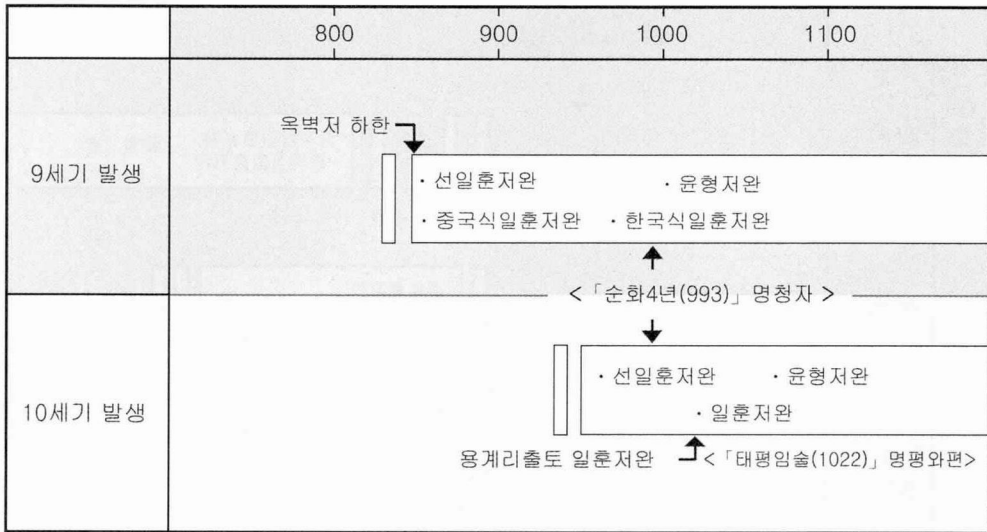 800 900 1000 1100
옥벽저 하한
9세기 발생
· 선일훈저완 · 윤형저완
· 중국식일훈저완 · 한국식일훈저완
<「순화4년(993)」명청자>
10세기 발생
· 선일훈저완 · 윤형저완
· 일훈저완
용계리출토 일훈저완 <「태평임술(1022)」명평와편>